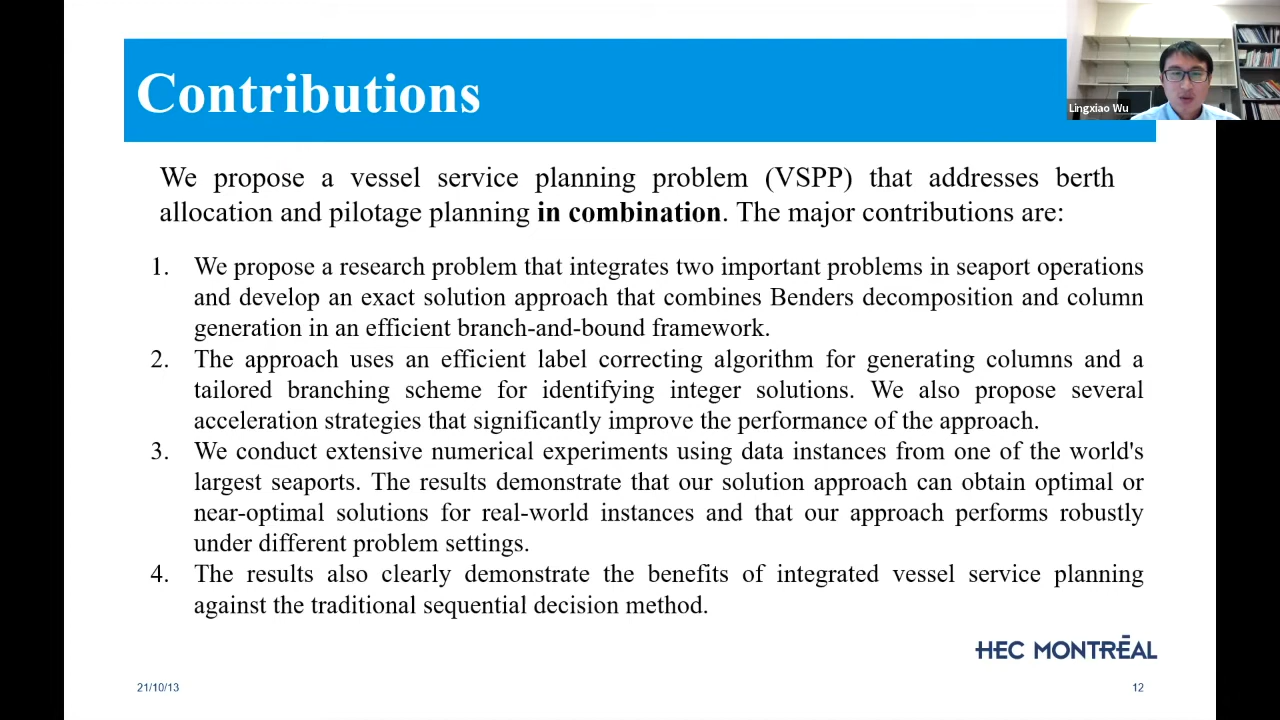 Contributions
Lingxiao Wu
We propose a vessel service planning problem (VSPP) that addresses berth
allocation and pilotage planning in combination. The major contributions are:
1. We propose a research problem that integrates two important problems in seaport operations
and develop an exact solution approach that combines Benders decomposition and column
generation in an efficient branch-and-bound framework.
2. The approach uses an efficient label correcting algorithm for generating columns and a
tailored branching scheme for identifying integer solutions. We also propose several
acceleration strategies that significantly improve the performance of the approach.
3. We conduct extensive numerical experiments using data instances from one of the world's
largest seaports. The results demonstrate that our solution approach can obtain optimal or
near-optimal solutions for real-world instances and that our approach performs robustly
under different problem settings.
4. The results also clearly demonstrate the benefits of integrated vessel service planning
against the traditional sequential decision method.
HEC MONTRĒAL
21/10/13
12